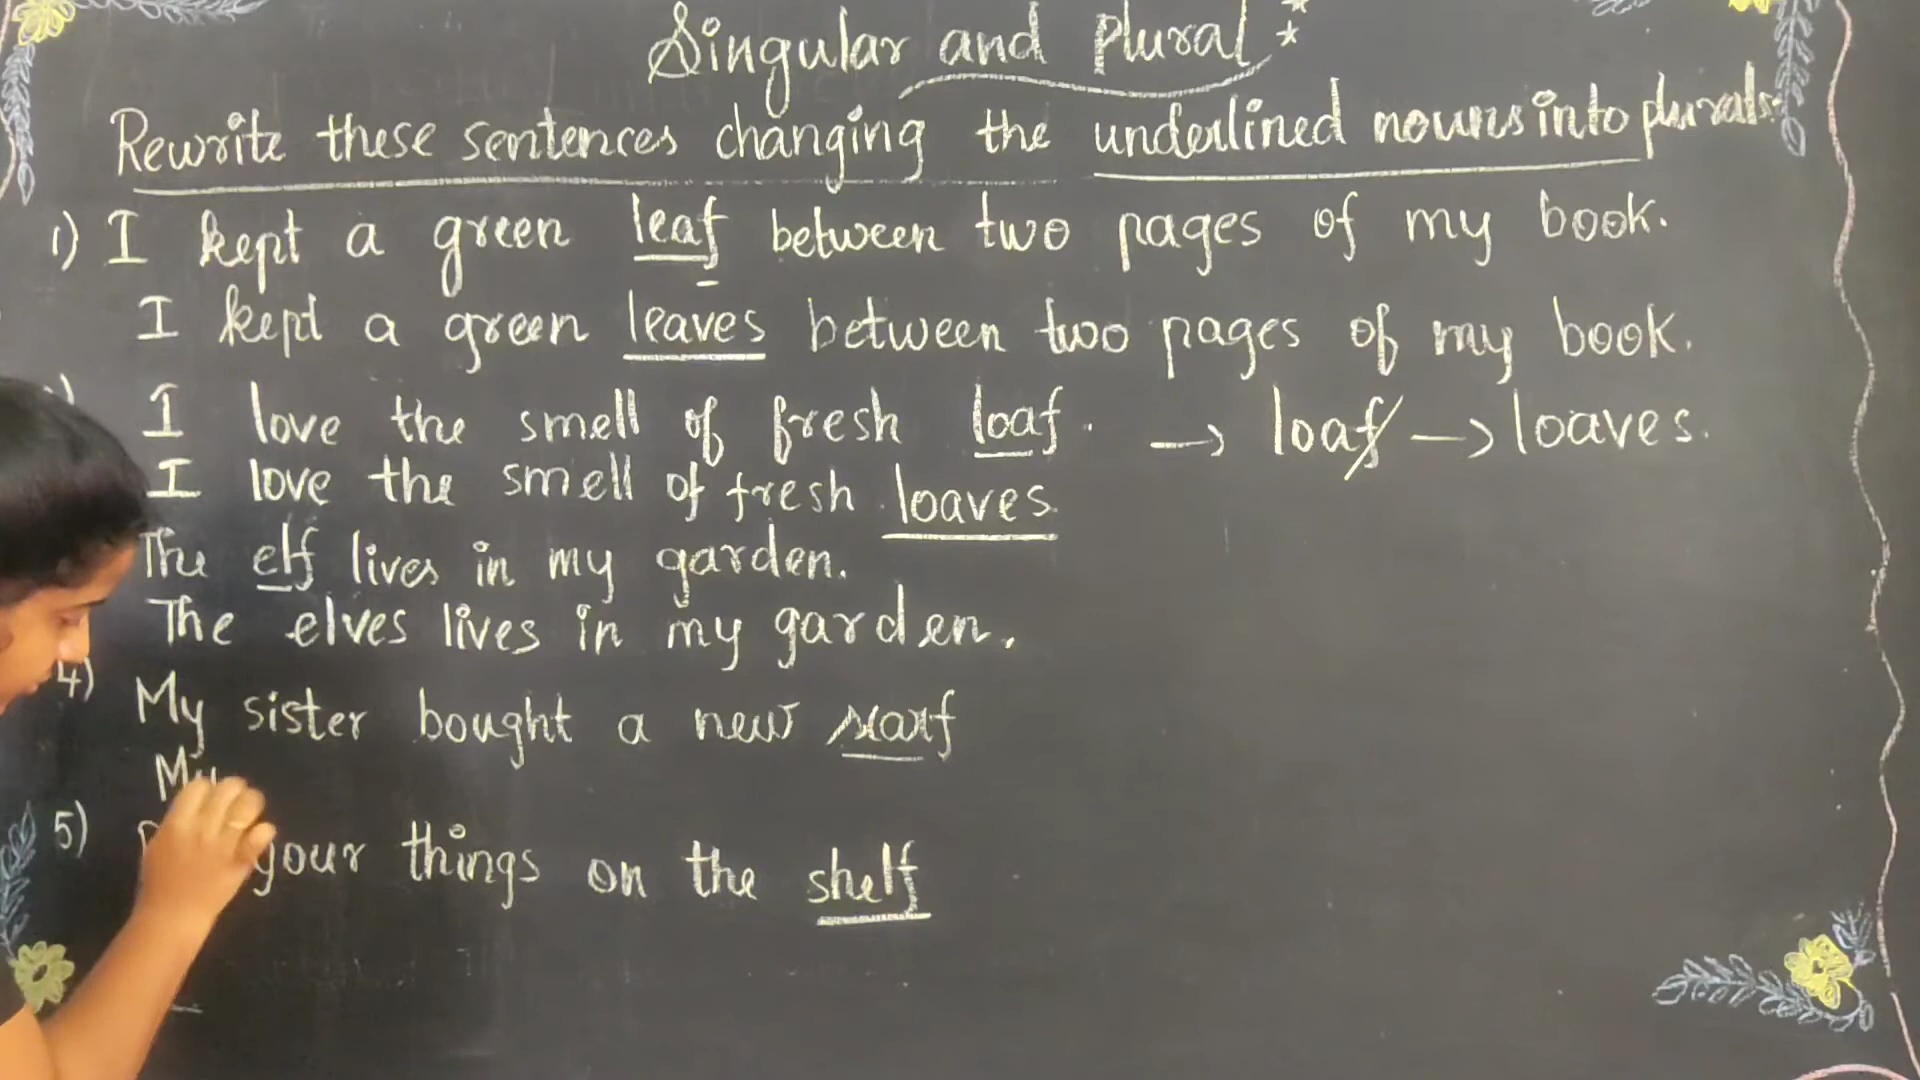 Singular and Plural
Rewrite these sentences changing the underlined nouns into plurals.
1) I kept a green leaf between two pages of my book.
I kept a green leaves between two pages of my book.
I love the smell of fresh loaf. → loaf → loaves.
I love the smell of fresh loaves
The elf lives in my garden.
The elves lives in my garden.
4) My sister bought a new scarf
My
5) your things on the shelf